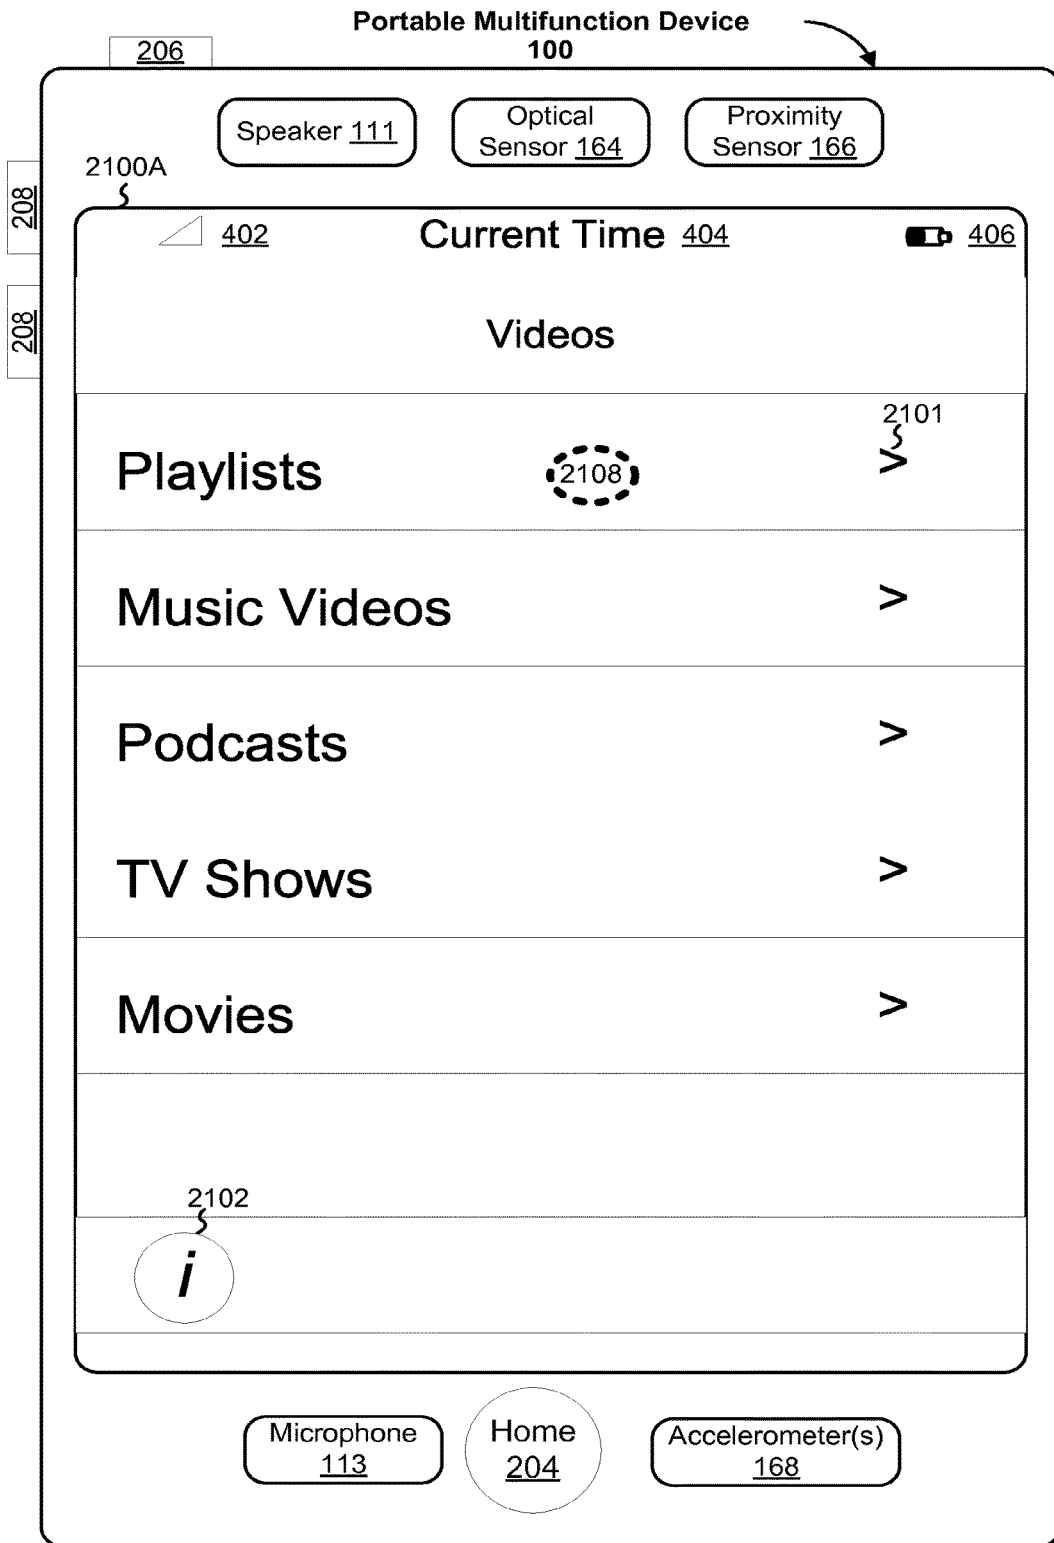 Portable Multifunction Device
100
206
Speaker 111
Optical
Sensor 164
Proximity
Sensor 166
2100A
208
402
Current Time 404
406
208
Videos
2101
Playlists
2108
>
Music Videos
>
Podcasts
>
TV Shows
>
Movies
>
2102
i
Microphone
113
Home
204
Accelerometer(s)
168